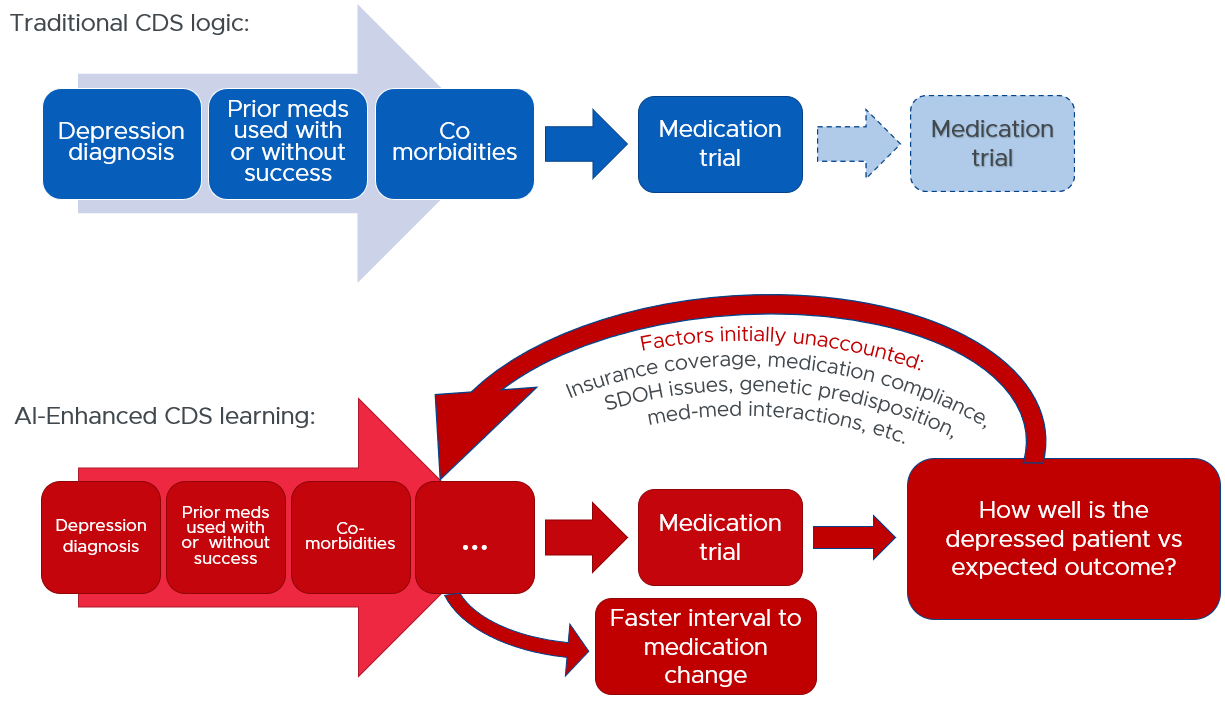 Traditional CDS logic:
Depression
diagnosis
Prior meds
used with
or without
success
Co
morbidities
Medication
trial
Medication
trial
Factors initially unaccounted:
Insurance coverage, medication compliance,
SDOH issues, genetic predisposition,
med-med interactions, etc.
AI-Enhanced CDS learning:
Depression
diagnosis
Prior meds
used with
or without
success
Co-
morbidities
...
Medication
trial
How well is the
depressed patient vs
expected outcome?
Faster interval to
medication
change